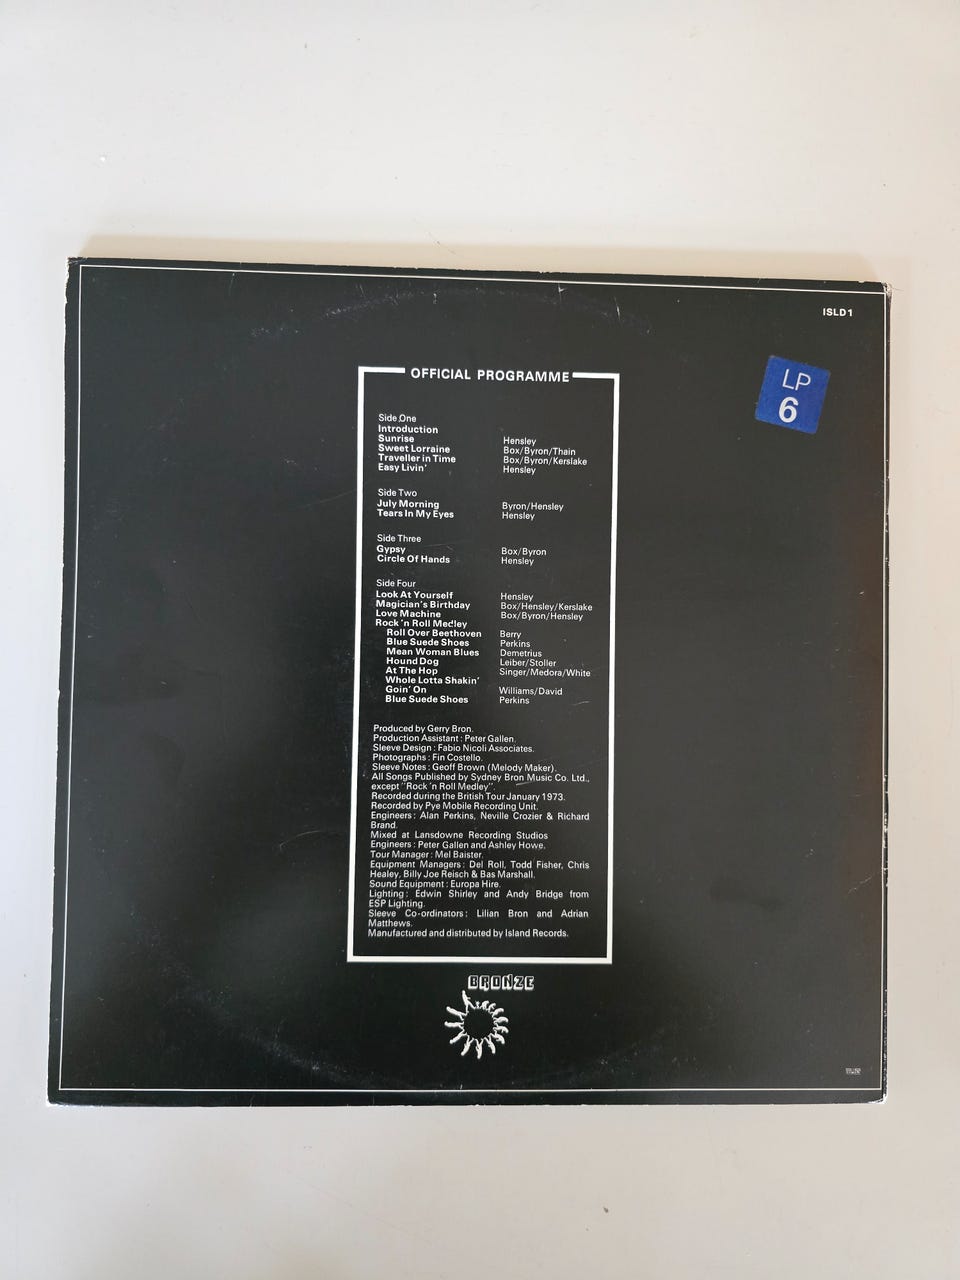 ISLD1
LP
6
OFFICIAL PROGRAMME
Side One
Introduction
Sunrise Hensley
Sweet Lorraine Box/Byron/Thain
Traveller in Time Box/Byron/Kerslake
Easy Livin' Hensley
Side Two
July Morning Byron/Hensley
Tears In My Eyes Hensley
Side Three
Gypsy Box/Byron
Circle Of Hands Hensley
Side Four
Look At Yourself Hensley
Magician's Birthday Box/Hensley/Kerslake
Love Machine Box/Byron/Hensley
Rock 'n Roll Medley
Roll Over Beethoven Berry
Blue Suede Shoes Perkins
Mean Woman Blues Demetrius
Hound Dog Leiber/Stoller
At The Hop Singer/Medora/White
Whole Lotta Shakin'
Goin' On Williams/David
Blue Suede Shoes Perkins
Produced by Gerry Bron.
Production Assistant : Peter Gallen.
Sleeve Design : Fabio Nicoli Associates.
Photographs : Fin Costello.
Sleeve Notes : Geoff Brown (Melody Maker).
All Songs Published by Sydney Bron Music Co. Ltd.,
except "Rock 'n Roll Medley".
Recorded during the British Tour January 1973.
Recorded by Pye Mobile Recording Unit.
Engineers : Alan Perkins, Neville Crozier & Richard
Brand.
Mixed at Lansdowne Recording Studios
Engineers : Peter Gallen and Ashley Howe.
Tour Manager : Mel Baister.
Equipment Managers : Del Roll, Todd Fisher, Chris
Healey, Billy Joe Reisch & Bas Marshall.
Sound Equipment : Europa Hire.
Lighting : Edwin Shirley and Andy Bridge from
ESP Lighting.
Sleeve Co-ordinators : Lilian Bron and Adrian
Matthews.
Manufactured and distributed by Island Records.
BRONZE